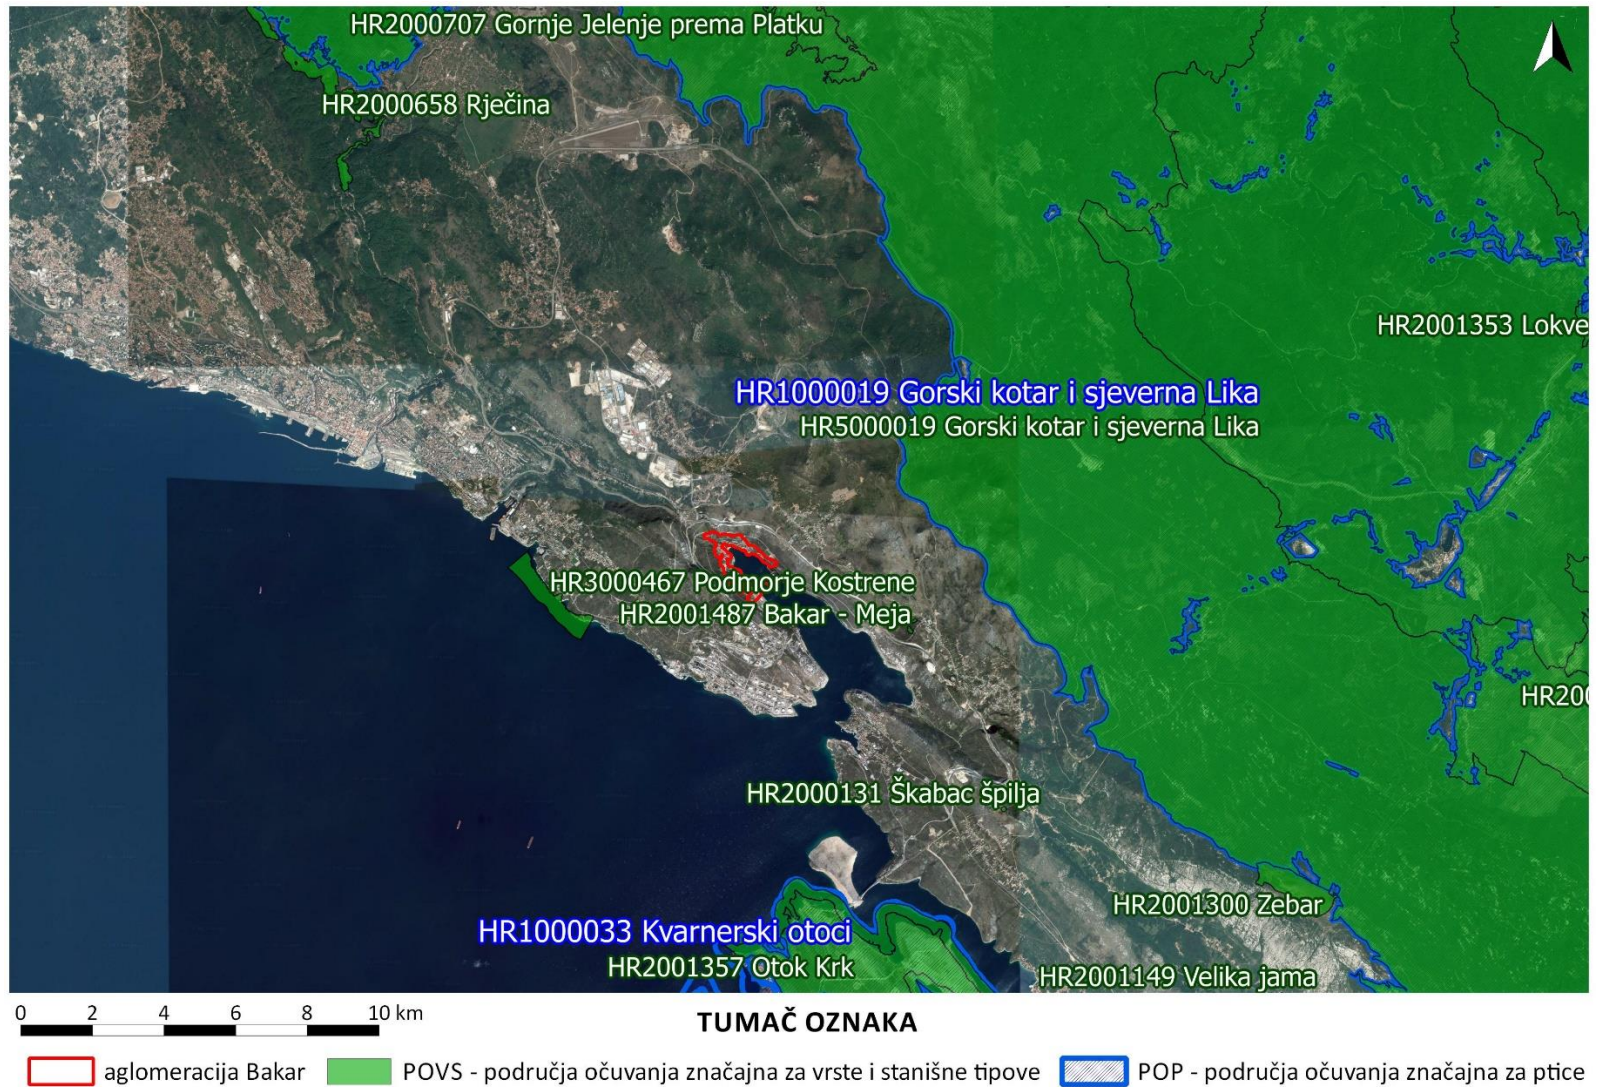 HR2000707 Gornje Jelenje prema Platku
HR2000658 Rječina
HR2001353 Lokve
HR1000019 Gorski kotar i sjeverna Lika
HR5000019 Gorski kotar i sjeverna Lika
HR3000467 Podmorje Kostrene
HR2001487 Bakar - Meja
HR200
HR2000131 Škabac špilja
HR2001300 Zebar
HR1000033 Kvarnerski otoci
HR2001357 Otok Krk
HR2001149 Velika jama
0 2 4 6 8 10 km
TUMAČ OZNAKA
aglomeracija Bakar POVS - područja očuvanja značajna za vrste i stanišne tipove POP - područja očuvanja značajna za ptice